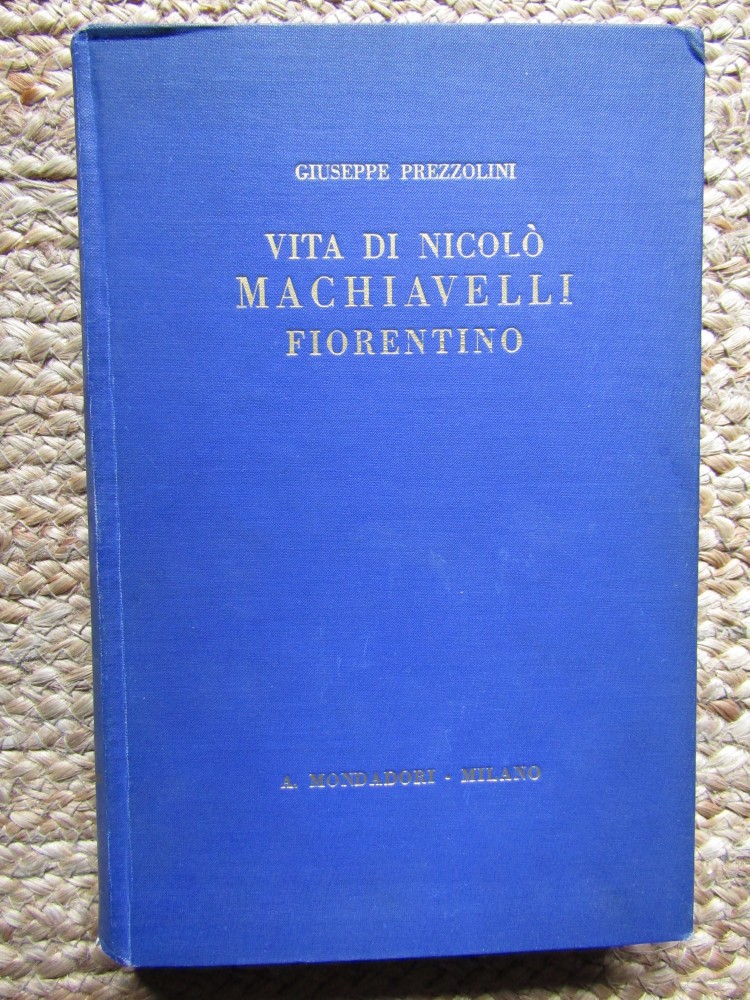 GIUSEPPE PREZZOLINI
VITA DI NICOLÒ
MACHIAVELLI
FIORENTINO
A. MONDADORI - MILANO